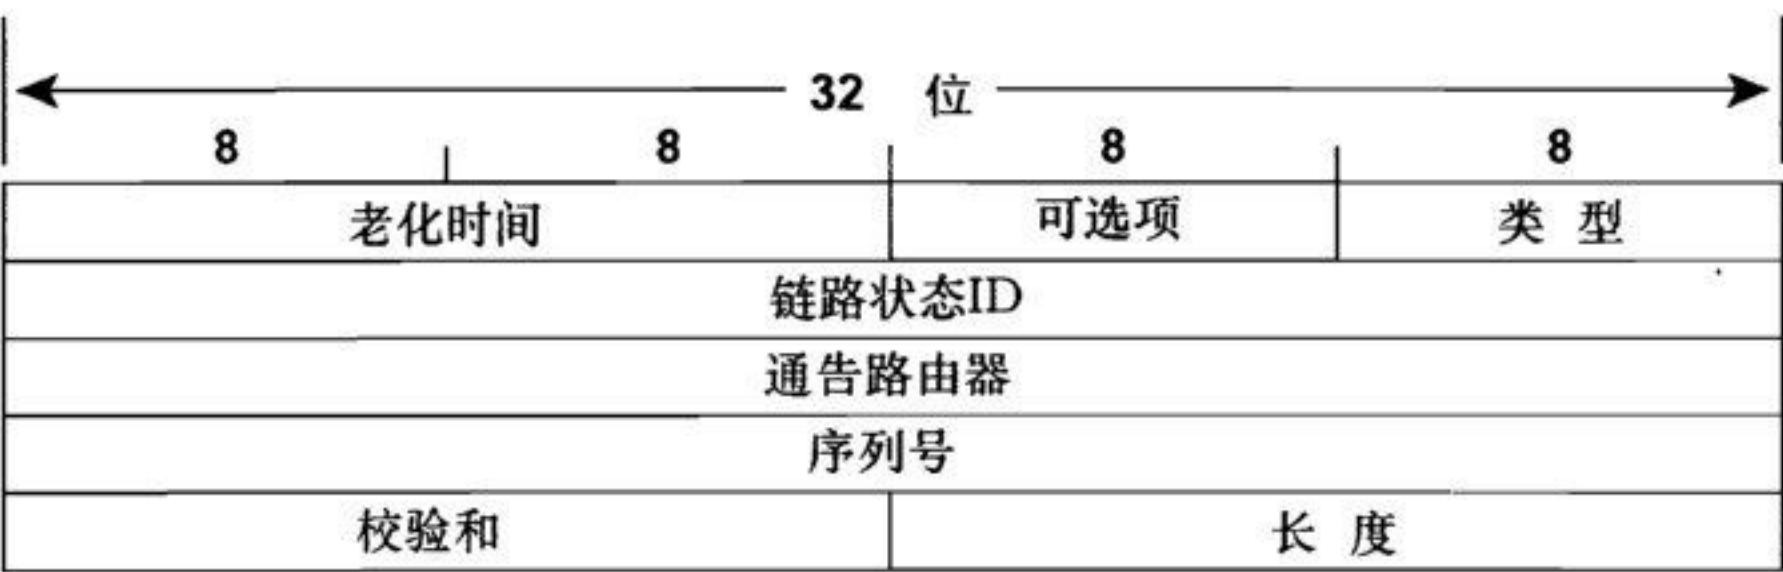 32 位
8 8 8 8
老化时间 可选项 类 型
链路状态ID
通告路由器
序列号
校验和 长 度